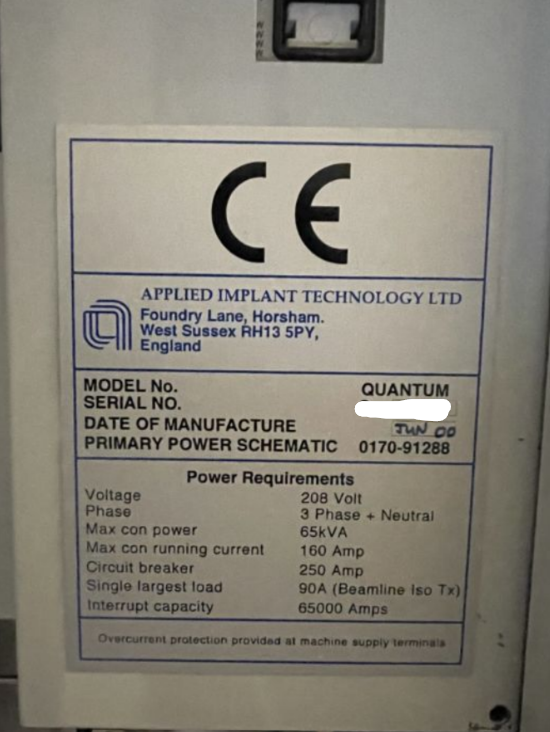 CE
APPLIED IMPLANT TECHNOLOGY LTD
Foundry Lane, Horsham.
West Sussex RH13 5PY,
England
MODEL No. QUANTUM
SERIAL NO.
DATE OF MANUFACTURE JUN 00
PRIMARY POWER SCHEMATIC 0170-91288
Power Requirements
Voltage 208 Volt
Phase 3 Phase + Neutral
Max con power 65kVA
Max con running current 160 Amp
Circuit breaker 250 Amp
Single largest load 90A (Beamline Iso Tx)
Interrupt capacity 65000 Amps
Overcurrent protection provided at machine supply terminals